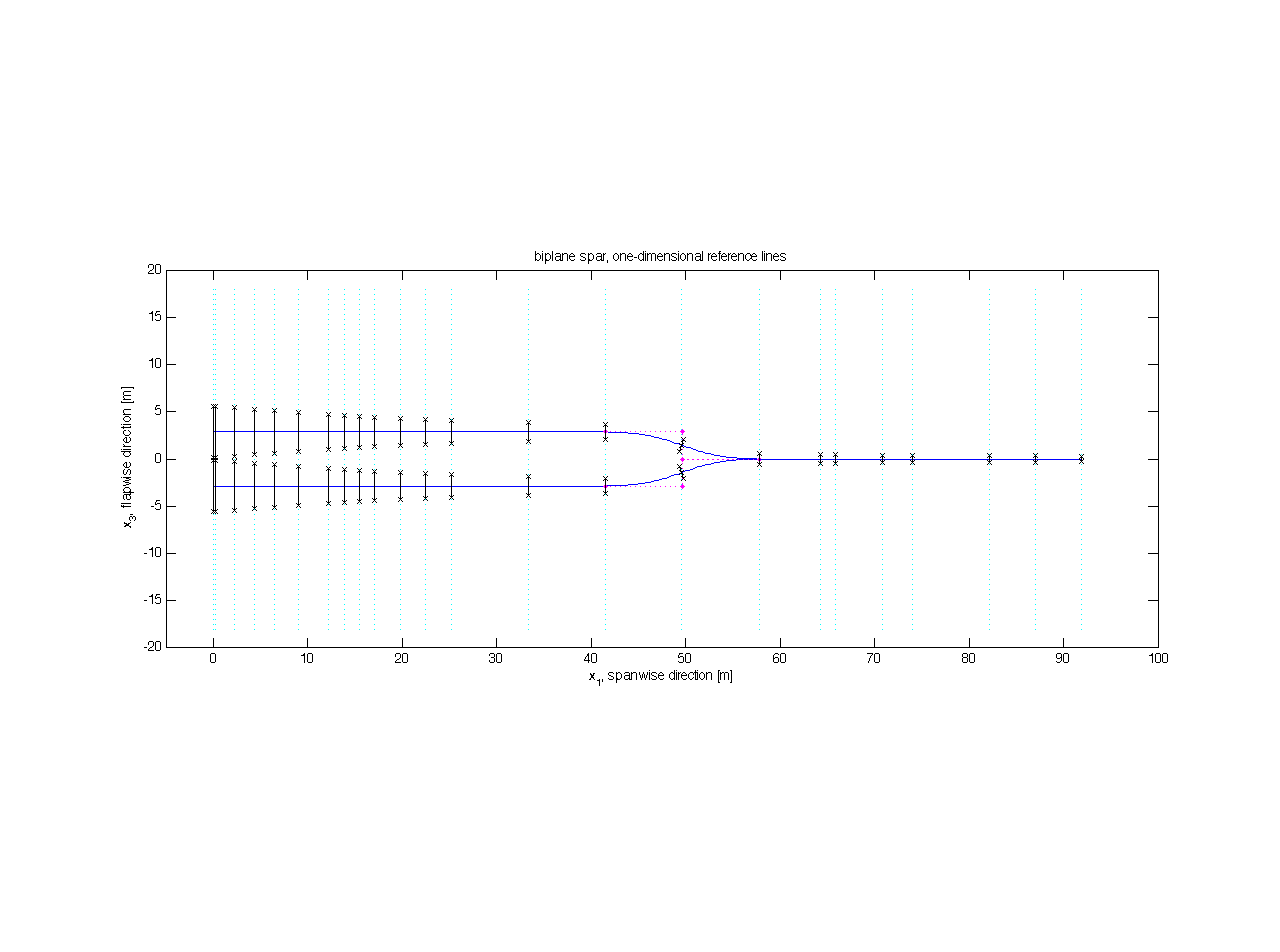 biplane spar, one-dimensional reference lines
20
15
10
5
0
-5
-10
-15
-20
x3, flapwise direction [m]
0 10 20 30 40 50 60 70 80 90 100
x1, spanwise direction [m]